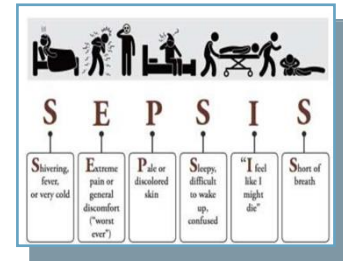 S E P S I S
Shivering,
fever,
or very cold
Extreme
pain or
general
discomfort
("worst
ever")
Pale or
discolored
skin
Sleepy,
difficult
to wake
up,
confused
"I feel
like I
might
die"
Short of
breath